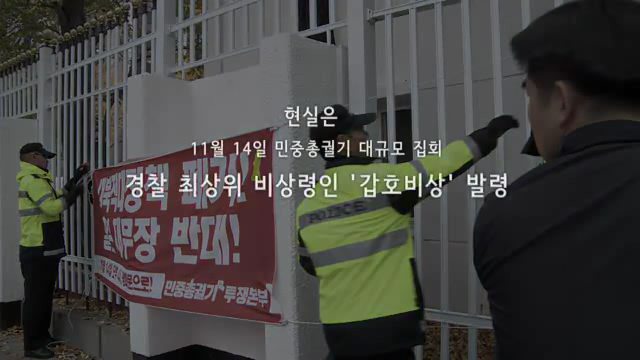 현실은
11월 14일 민중총궐기 대규모 집회
경찰 최상위 비상령인 '갑호비상' 발령
POLICE
반대!
민중총궐기 투쟁본부